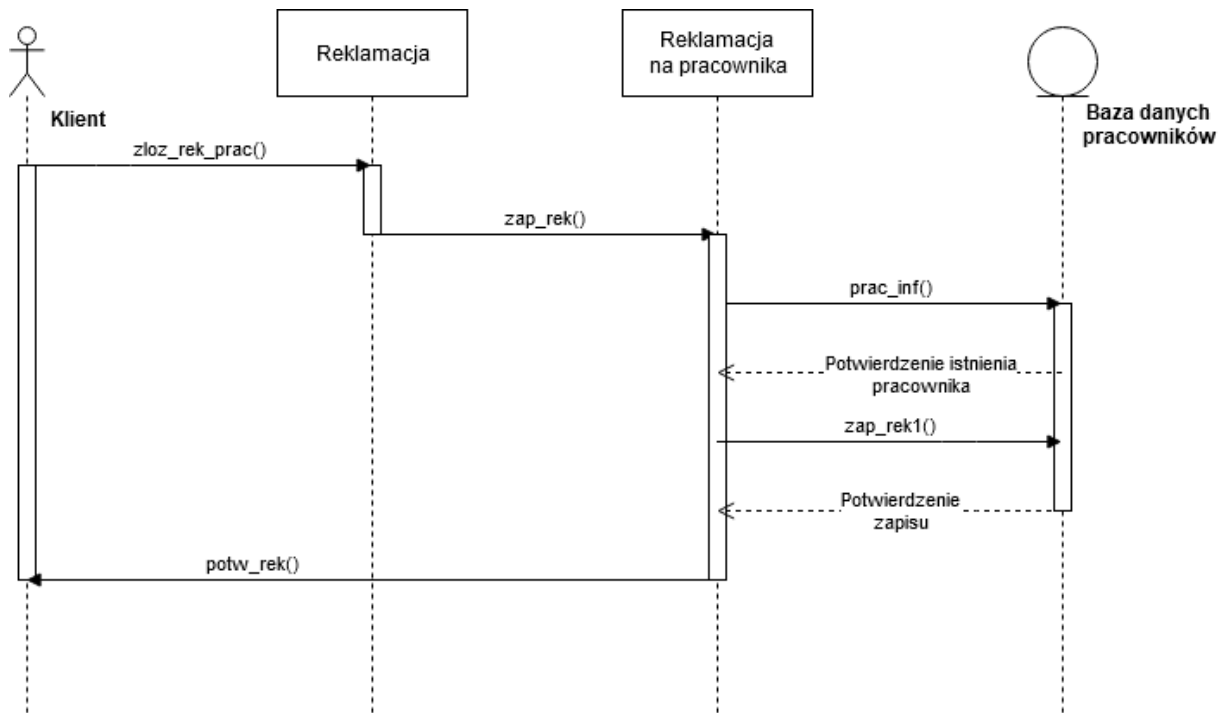 Reklamacja
Reklamacja
na pracownika
Klient
Baza danych
pracowników
zloz_rek_prac()
zap_rek()
prac_inf()
Potwierdzenie istnienia
pracownika
zap_rek1()
Potwierdzenie
zapisu
potw_rek()